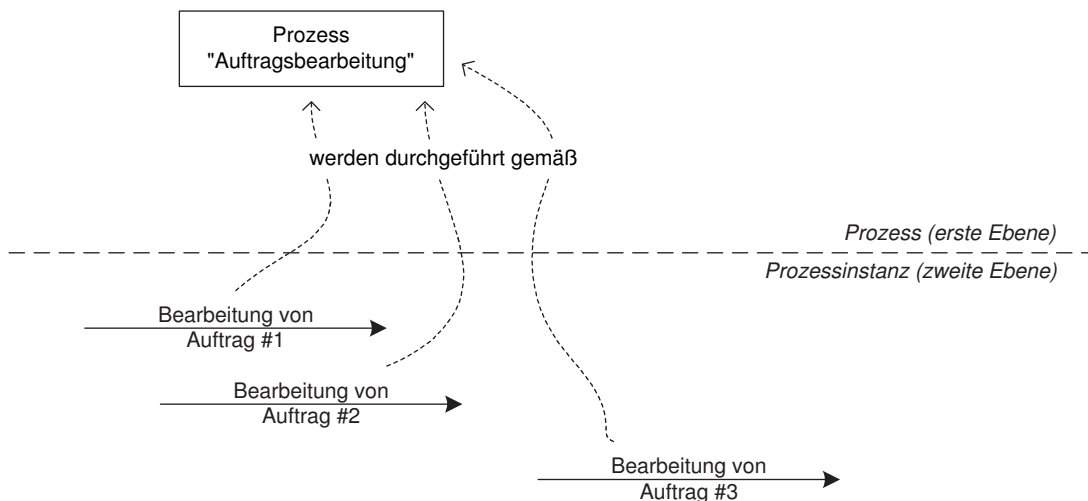 Prozess
"Auftragsbearbeitung"
werden durchgeführt gemäß
Prozess (erste Ebene)
Prozessinstanz (zweite Ebene)
Bearbeitung von
Auftrag #1
Bearbeitung von
Auftrag #2
Bearbeitung von
Auftrag #3